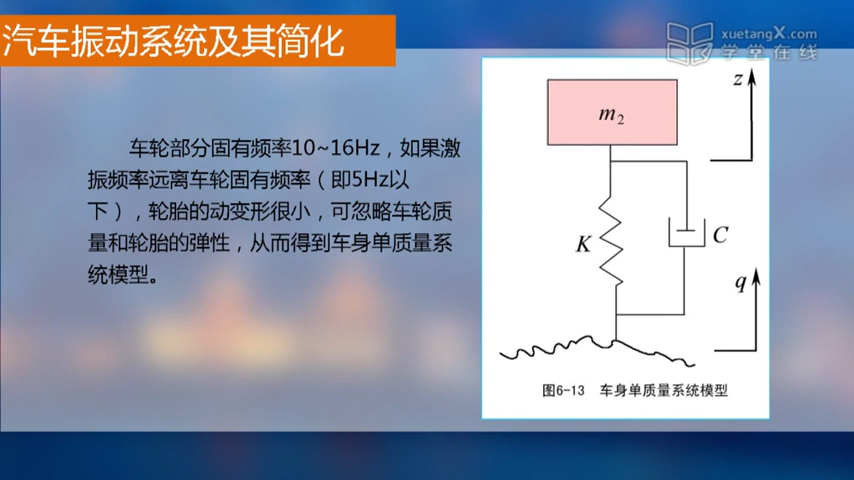 汽车振动系统及其简化
xuetangX.com
学堂在线
车轮部分固有频率10~16Hz，如果激
振频率远离车轮固有频率（即5Hz以
下），轮胎的动变形很小，可忽略车轮质
量和轮胎的弹性，从而得到车身单质量系
统模型。
z
m2
K
C
q
图6-13 车身单质量系统模型